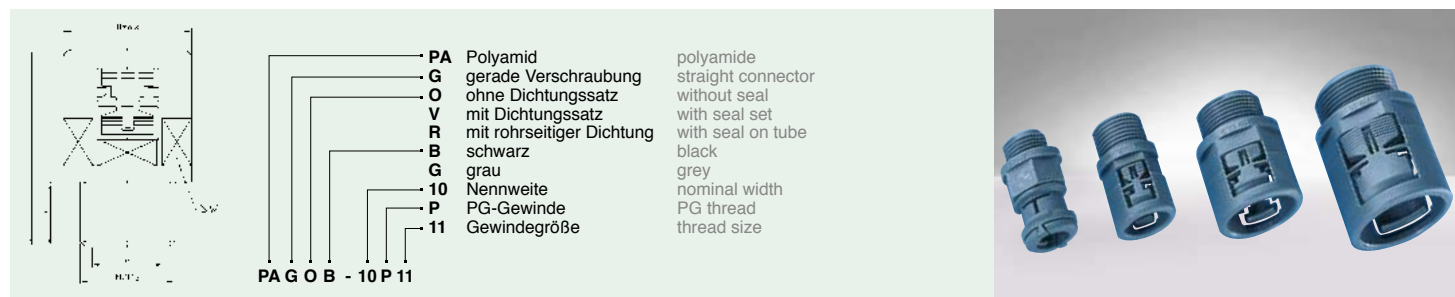 PA Polyamid polyamide
G gerade Verschraubung straight connector
O ohne Dichtungssatz without seal
V mit Dichtungssatz with seal set
R mit rohrseitiger Dichtung with seal on tube
B schwarz black
G grau grey
10 Nennweite nominal width
P PG-Gewinde PG thread
11 Gewindegröße thread size
PA G O B - 10 P 11